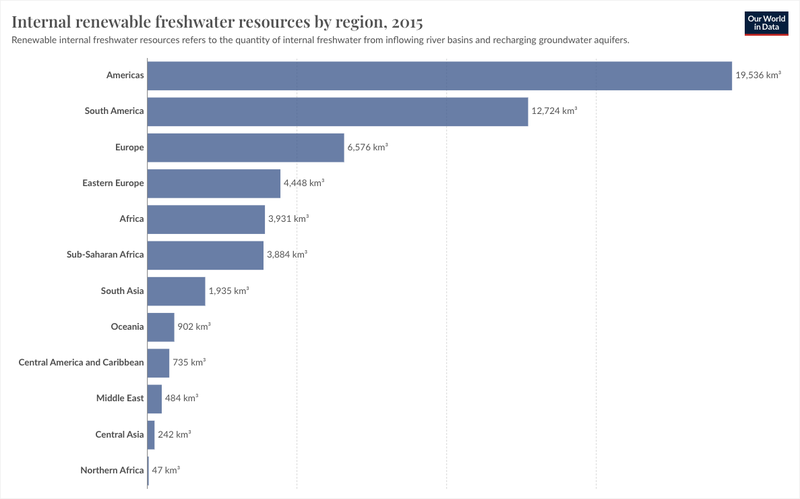 Internal renewable freshwater resources by region, 2015
Our World
in Data
Renewable internal freshwater resources refers to the quantity of internal freshwater from inflowing river basins and recharging groundwater aquifers.
Americas 19,536 km³
South America 12,724 km³
Europe 6,576 km³
Eastern Europe 4,448 km³
Africa 3,931 km³
Sub-Saharan Africa 3,884 km³
South Asia 1,935 km³
Oceania 902 km³
Central America and Caribbean 735 km³
Middle East 484 km³
Central Asia 242 km³
Northern Africa 47 km³